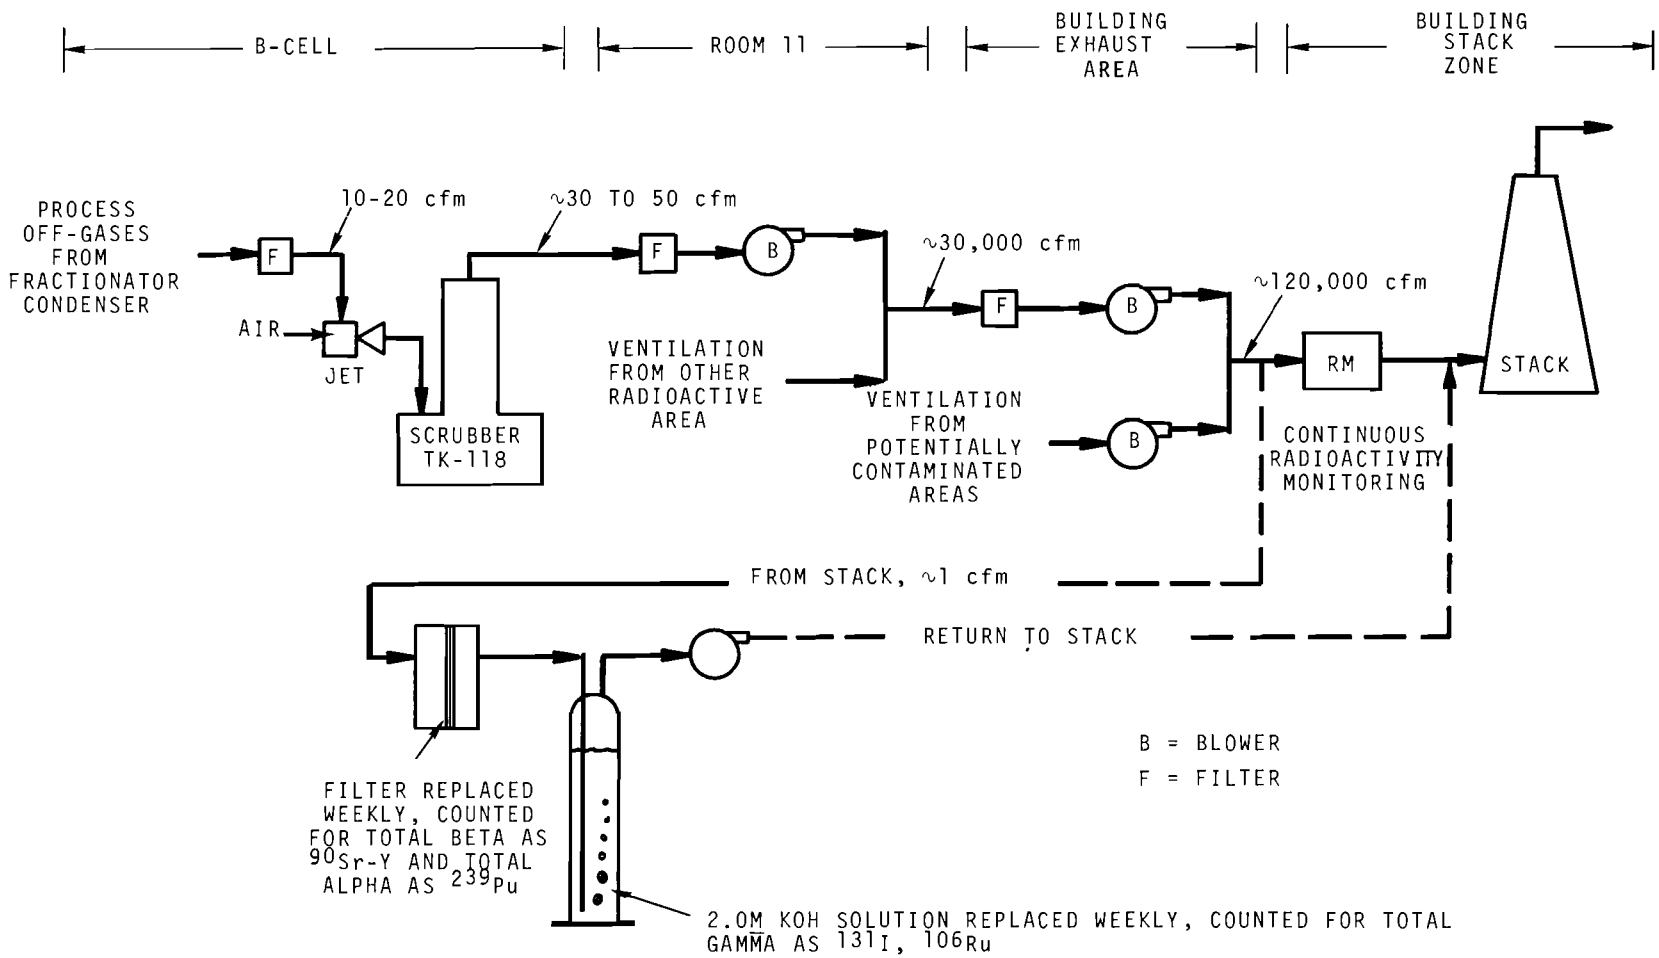 B-CELL
ROOM 11
BUILDING
EXHAUST
AREA
BUILDING
STACK
ZONE
PROCESS
OFF-GASES
FROM
FRACTIONATOR
CONDENSER
F
10-20 cfm
AIR
JET
SCRUBBER
TK-118
~30 TO 50 cfm
F
B
VENTILATION
FROM OTHER
RADIOACTIVE
AREA
~30,000 cfm
F
B
VENTILATION
FROM
POTENTIALLY
CONTAMINATED
AREAS
B
~120,000 cfm
RM
CONTINUOUS
RADIOACTIVITY
MONITORING
STACK
FROM STACK, ~1 cfm
RETURN TO STACK
B = BLOWER
F = FILTER
FILTER REPLACED
WEEKLY, COUNTED
FOR TOTAL BETA AS
90Sr-Y AND TOTAL
ALPHA AS 239Pu
2.0M KOH SOLUTION REPLACED WEEKLY, COUNTED FOR TOTAL
GAMMA AS 131I, 106Ru